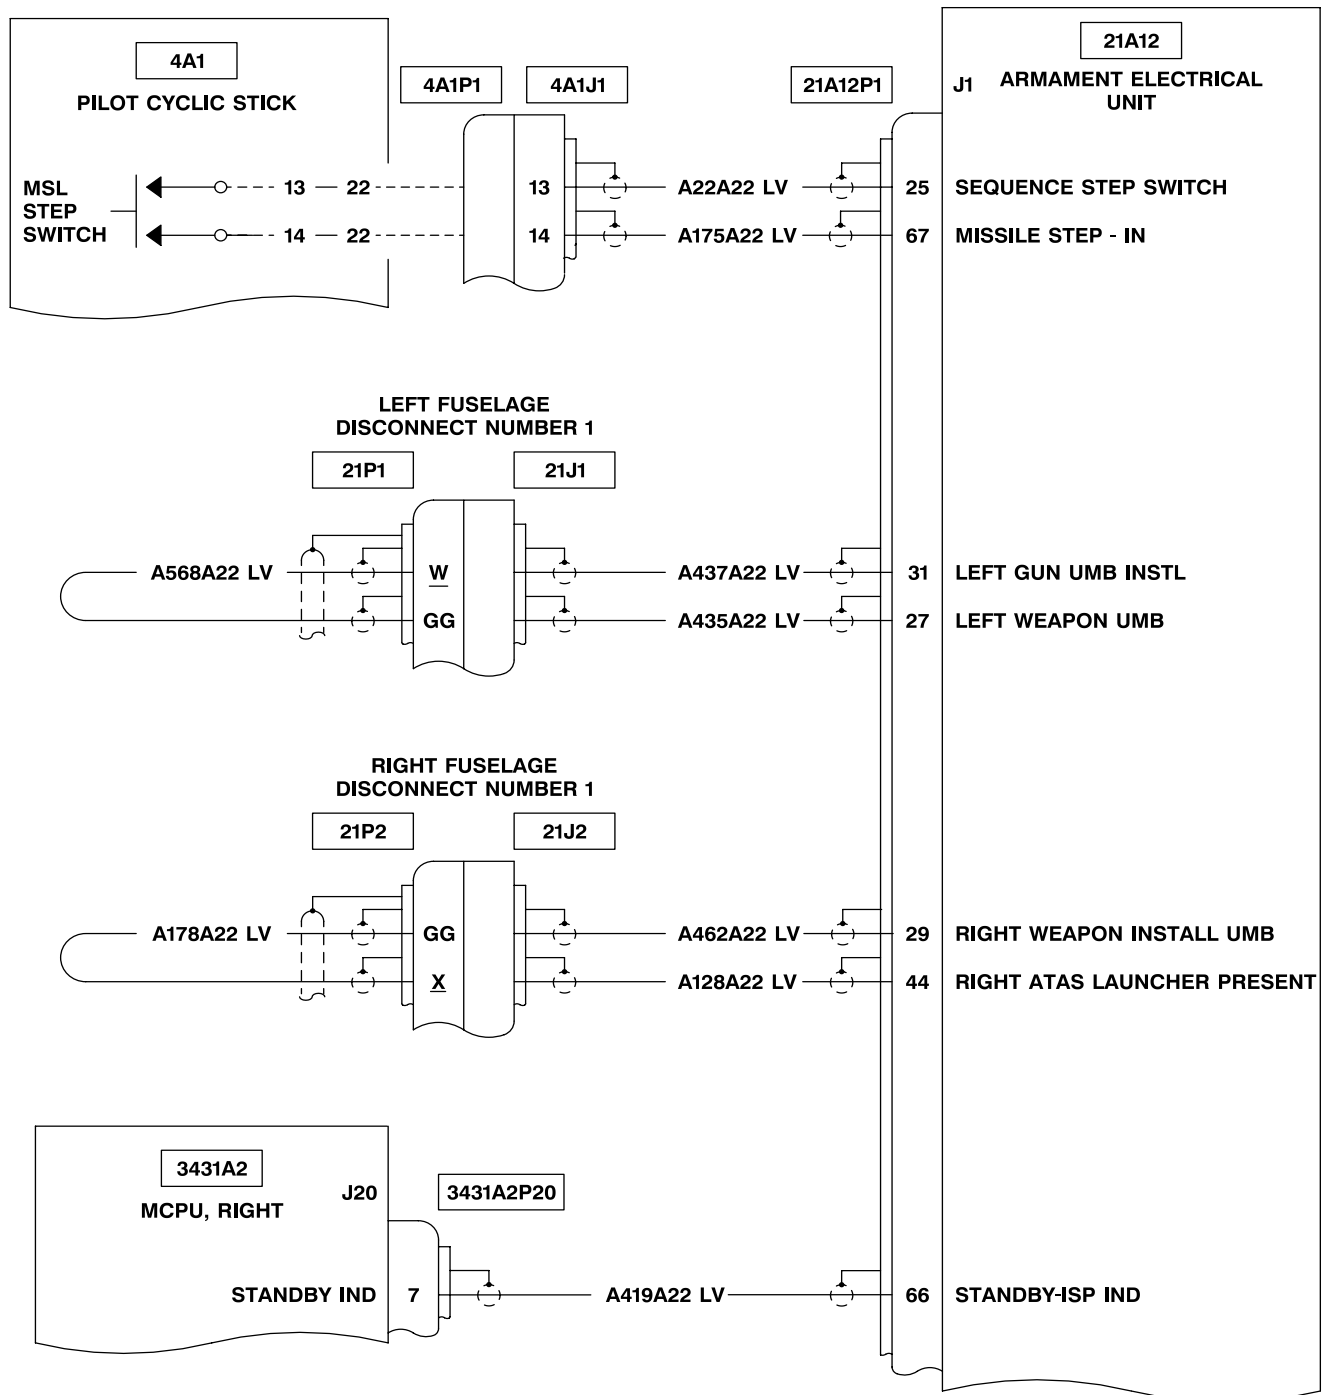 4A1
PILOT CYCLIC STICK
4A1P1
4A1J1
21A12P1
J1
21A12
ARMAMENT ELECTRICAL
UNIT
MSL
STEP
SWITCH
13 22 13 A22A22 LV 25 SEQUENCE STEP SWITCH
14 22 14 A175A22 LV 67 MISSILE STEP - IN
LEFT FUSELAGE
DISCONNECT NUMBER 1
21P1 21J1
A568A22 LV W A437A22 LV 31 LEFT GUN UMB INSTL
GG A435A22 LV 27 LEFT WEAPON UMB
RIGHT FUSELAGE
DISCONNECT NUMBER 1
21P2 21J2
A178A22 LV GG A462A22 LV 29 RIGHT WEAPON INSTALL UMB
X A128A22 LV 44 RIGHT ATAS LAUNCHER PRESENT
3431A2
MCPU, RIGHT
J20
3431A2P20
STANDBY IND 7 A419A22 LV 66 STANDBY-ISP IND